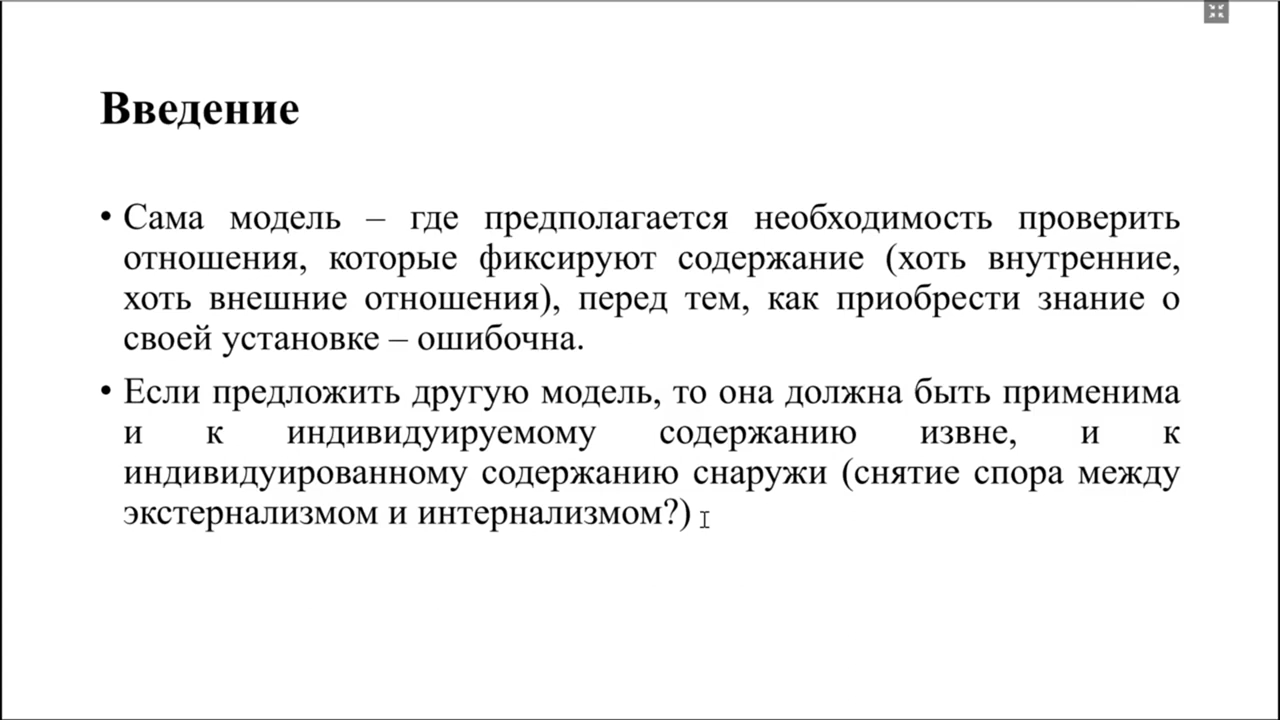 Введение
• Сама модель – где предполагается необходимость проверить
отношения, которые фиксируют содержание (хоть внутренние,
хоть внешние отношения), перед тем, как приобрести знание о
своей установке – ошибочна.
• Если предложить другую модель, то она должна быть применима
и к индивидуируемому содержанию извне, и к
индивидуированному содержанию снаружи (снятие спора между
экстернализмом и интернализмом?)